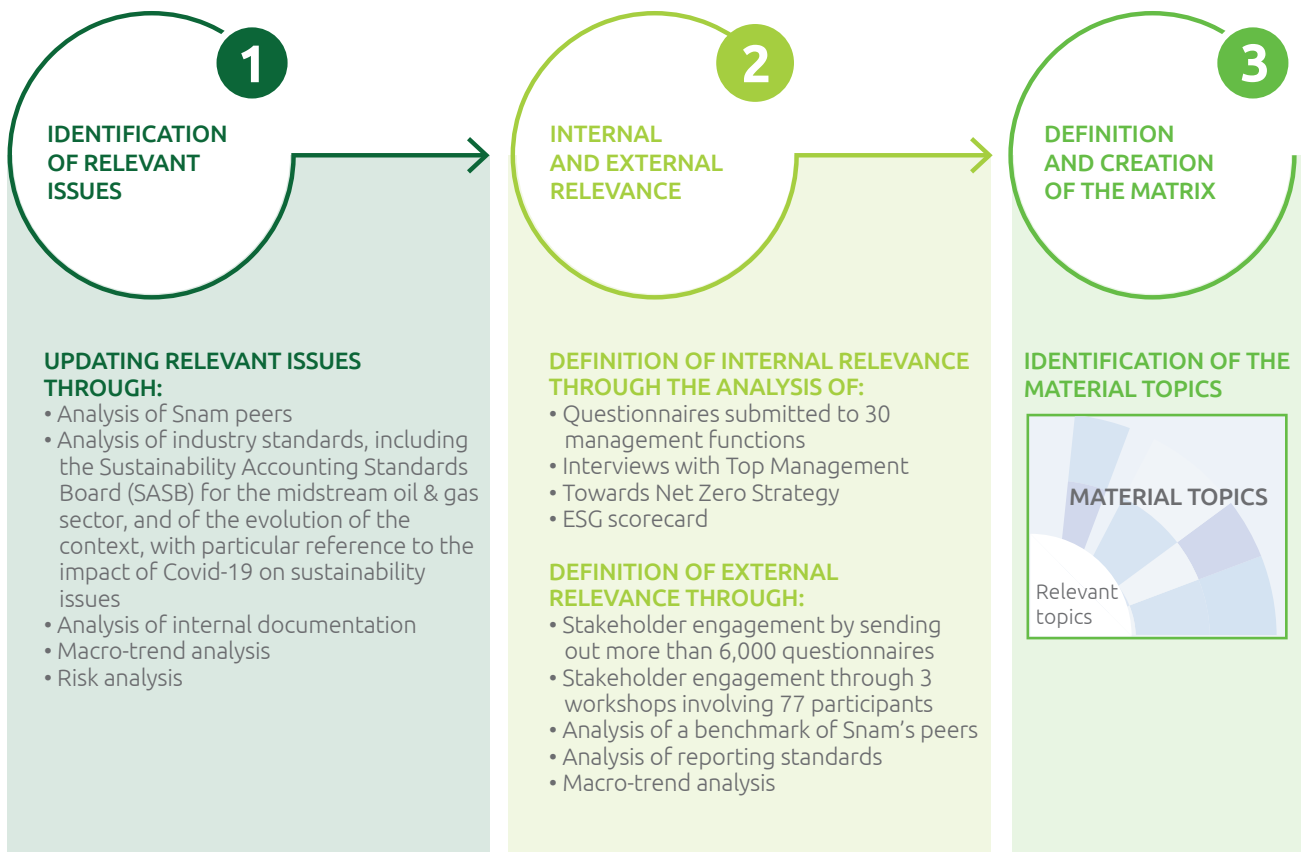 1
IDENTIFICATION
OF RELEVANT
ISSUES
UPDATING RELEVANT ISSUES
THROUGH:
• Analysis of Snam peers
• Analysis of industry standards, including
the Sustainability Accounting Standards
Board (SASB) for the midstream oil & gas
sector, and of the evolution of the
context, with particular reference to the
impact of Covid-19 on sustainability
issues
• Analysis of internal documentation
• Macro-trend analysis
• Risk analysis
2
INTERNAL
AND EXTERNAL
RELEVANCE
DEFINITION OF INTERNAL RELEVANCE
THROUGH THE ANALYSIS OF:
• Questionnaires submitted to 30
management functions
• Interviews with Top Management
• Towards Net Zero Strategy
• ESG scorecard
DEFINITION OF EXTERNAL
RELEVANCE THROUGH:
• Stakeholder engagement by sending
out more than 6,000 questionnaires
• Stakeholder engagement through 3
workshops involving 77 participants
• Analysis of a benchmark of Snam’s peers
• Analysis of reporting standards
• Macro-trend analysis
3
DEFINITION
AND CREATION
OF THE MATRIX
IDENTIFICATION OF THE
MATERIAL TOPICS
MATERIAL TOPICS
Relevant
topics